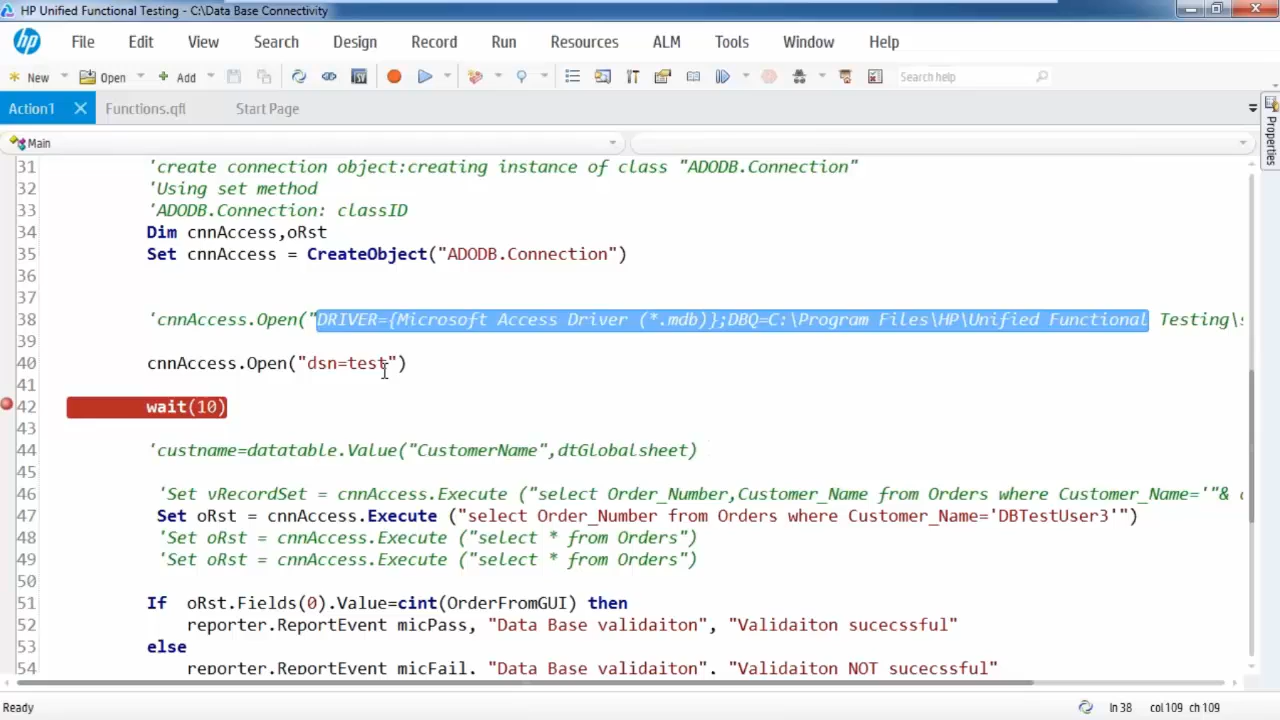 HP Unified Functional Testing - C:\Data Base Connectivity
hp File Edit View Search Design Record Run Resources ALM Tools Window Help
New Open Add Search help
Action1 Functions.qfl Start Page
Properties
Main
31 'create connection object:creating instance of class "ADODB.Connection"
32 'Using set method
33 'ADODB.Connection: classID
34 Dim cnnAccess,oRst
35 Set cnnAccess = CreateObject("ADODB.Connection")
36
37
38 'cnnAccess.Open("DRIVER={Microsoft Access Driver (*.mdb)};DBQ=C:\Program Files\HP\Unified Functional Testing\
39
40 cnnAccess.Open("dsn=test")
41
42 wait(10)
43
44 'custname=datatable.Value("CustomerName",dtGlobalsheet)
45
46 'Set vRecordSet = cnnAccess.Execute ("select Order_Number,Customer_Name from Orders where Customer_Name='"&
47 Set oRst = cnnAccess.Execute ("select Order_Number from Orders where Customer_Name='DBTestUser3'")
48 'Set oRst = cnnAccess.Execute ("select * from Orders")
49 'Set oRst = cnnAccess.Execute ("select * from Orders")
50
51 If oRst.Fields(0).Value=cint(OrderFromGUI) then
52 reporter.ReportEvent micPass, "Data Base validaiton", "Validaiton sucecssful"
53 else
54 reporter.ReportEvent micFail, "Data Base validaiton", "Validaiton NOT sucecssful"
Ready ln 38 col 109 ch 109